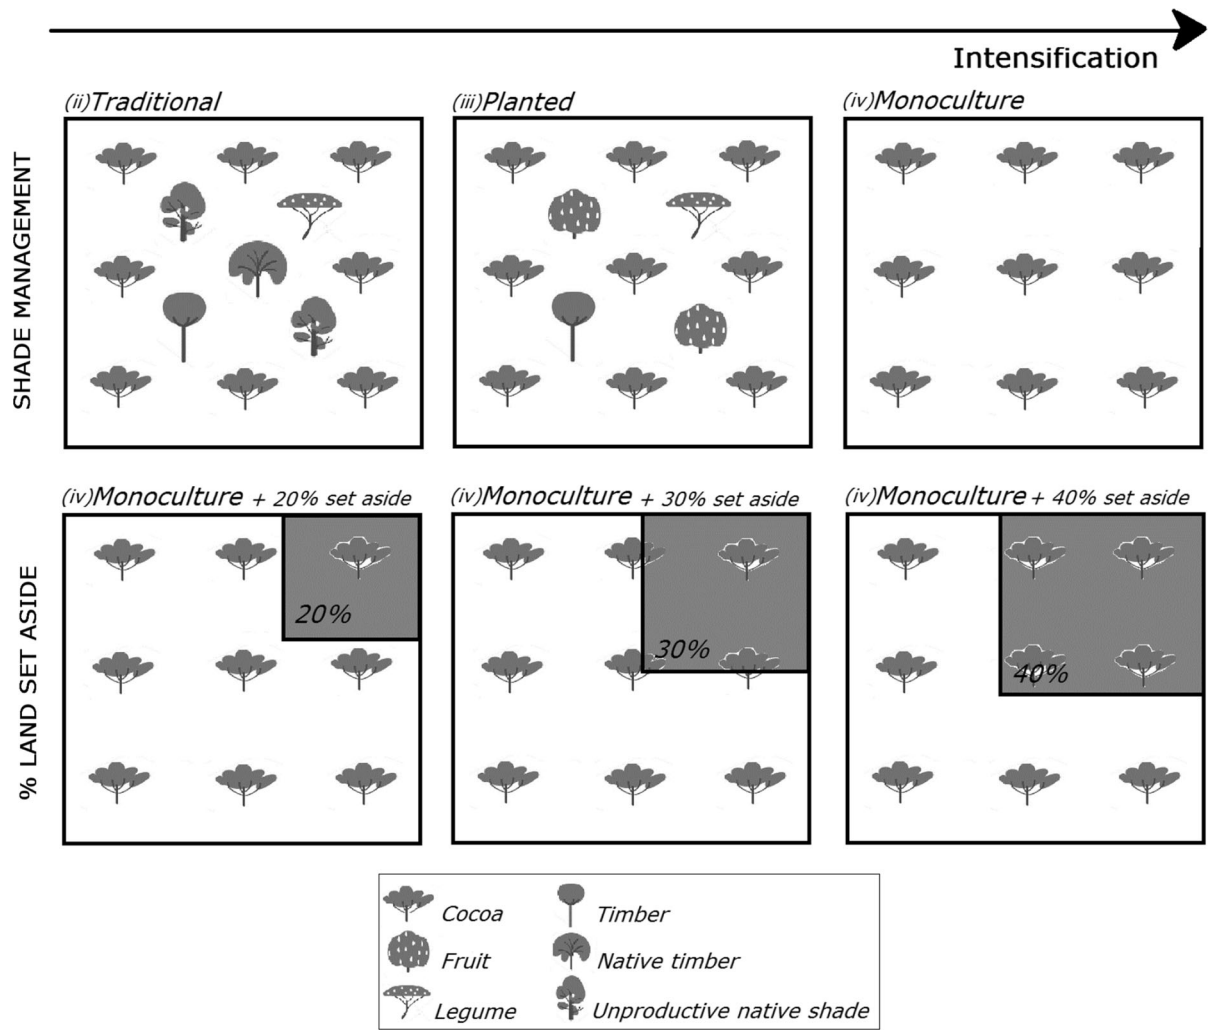 Intensification
(ii)Traditional
(iii)Planted
(iv)Monoculture
SHADE MANAGEMENT
(iv)Monoculture + 20% set aside
(iv)Monoculture + 30% set aside
(iv)Monoculture + 40% set aside
% LAND SET ASIDE
20%
30%
40%
Cocoa
Timber
Fruit
Native timber
Legume
Unproductive native shade